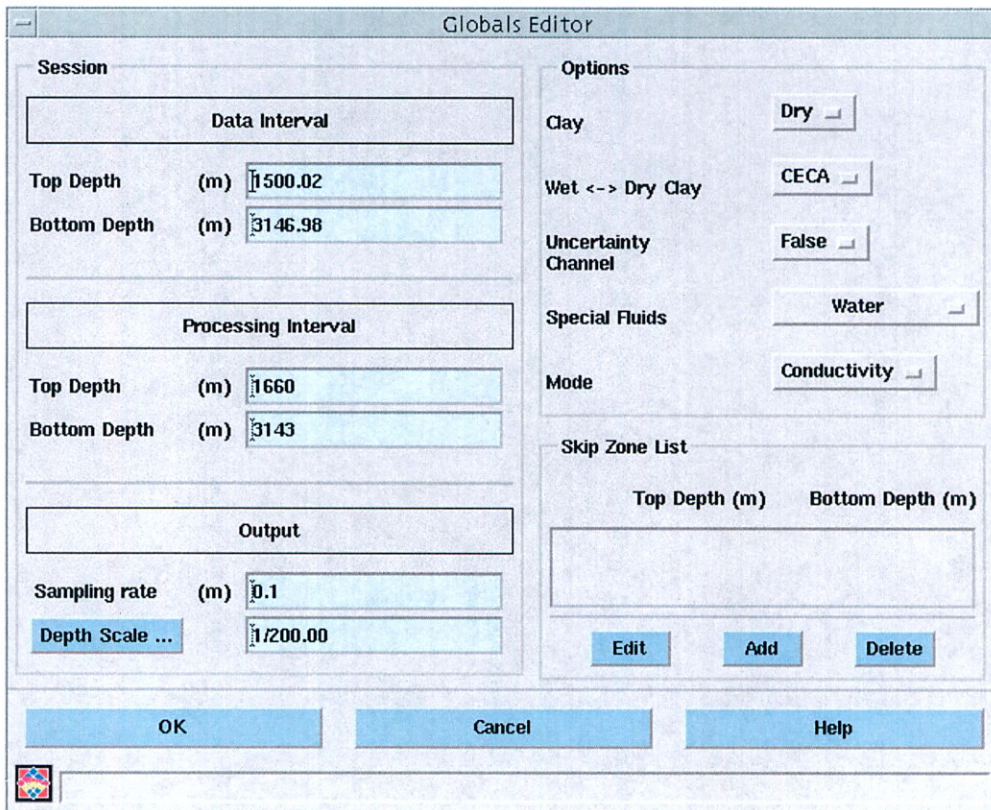 Globals Editor
Session
Data Interval
Top Depth (m) 1500.02
Bottom Depth (m) 3146.98
Processing Interval
Top Depth (m) 1660
Bottom Depth (m) 3143
Output
Sampling rate (m) 0.1
Depth Scale ... 1/200.00
Options
Clay Dry
Wet <-> Dry Clay CECA
Uncertainty
Channel False
Special Fluids Water
Mode Conductivity
Skip Zone List
Top Depth (m) Bottom Depth (m)
Edit Add Delete
OK Cancel Help